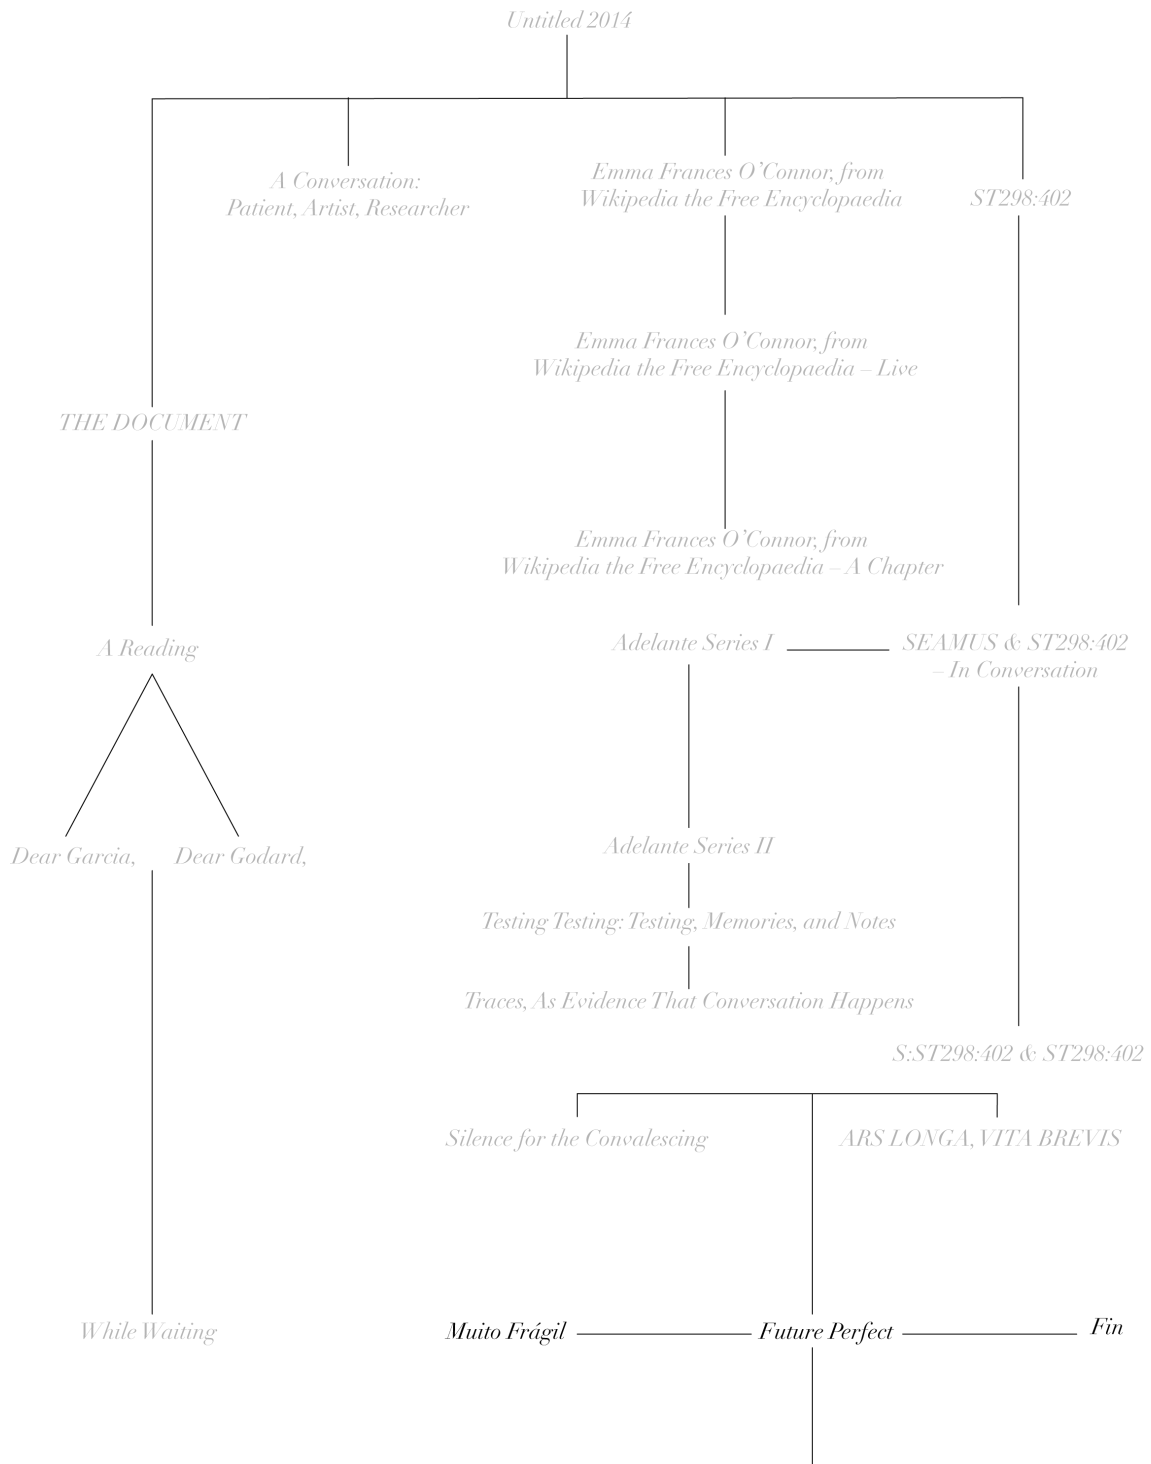 Untitled 2014
A Conversation:
Patient, Artist, Researcher
Emma Frances O’Connor, from
Wikipedia the Free Encyclopaedia
ST298:402
Emma Frances O’Connor, from
Wikipedia the Free Encyclopaedia – Live
THE DOCUMENT
Emma Frances O’Connor, from
Wikipedia the Free Encyclopaedia – A Chapter
A Reading
Adelante Series I
SEAMUS & ST298:402
– In Conversation
Dear Garcia,
Dear Godard,
Adelante Series II
Testing Testing: Testing, Memories, and Notes
Traces, As Evidence That Conversation Happens
S:ST298:402 & ST298:402
Silence for the Convalescing
ARS LONGA, VITA BREVIS
While Waiting
Muito Frágil
Future Perfect
Fin